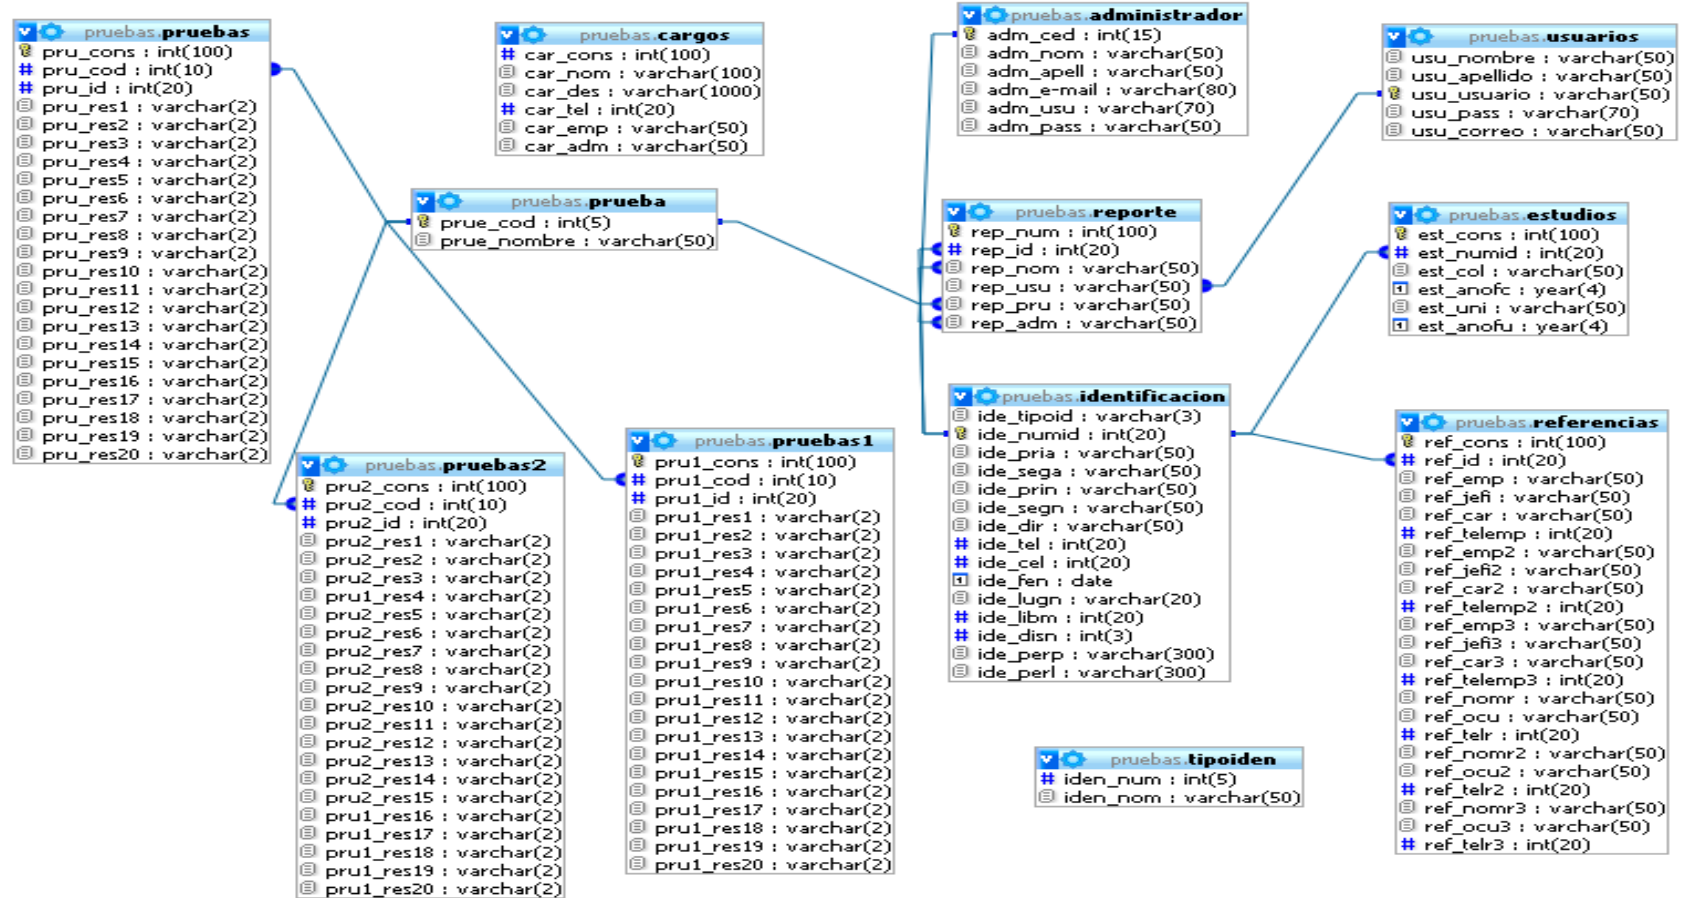 pruebas.pruebas
pru_cons : int(100)
pru_cod : int(10)
pru_id : int(20)
pru_res1 : varchar(2)
pru_res2 : varchar(2)
pru_res3 : varchar(2)
pru_res4 : varchar(2)
pru_res5 : varchar(2)
pru_res6 : varchar(2)
pru_res7 : varchar(2)
pru_res8 : varchar(2)
pru_res9 : varchar(2)
pru_res10 : varchar(2)
pru_res11 : varchar(2)
pru_res12 : varchar(2)
pru_res13 : varchar(2)
pru_res14 : varchar(2)
pru_res15 : varchar(2)
pru_res16 : varchar(2)
pru_res17 : varchar(2)
pru_res18 : varchar(2)
pru_res19 : varchar(2)
pru_res20 : varchar(2)
pruebas.cargos
car_cons : int(100)
car_nom : varchar(100)
car_des : varchar(1000)
car_tel : int(20)
car_emp : varchar(50)
car_adm : varchar(50)
pruebas.prueba
prue_cod : int(5)
prue_nombre : varchar(50)
pruebas.pruebas2
pru2_cons : int(100)
pru2_cod : int(10)
pru2_id : int(20)
pru2_res1 : varchar(2)
pru2_res2 : varchar(2)
pru2_res3 : varchar(2)
pru1_res4 : varchar(2)
pru2_res5 : varchar(2)
pru2_res6 : varchar(2)
pru2_res7 : varchar(2)
pru2_res8 : varchar(2)
pru2_res9 : varchar(2)
pru2_res10 : varchar(2)
pru2_res11 : varchar(2)
pru2_res12 : varchar(2)
pru2_res13 : varchar(2)
pru2_res14 : varchar(2)
pru2_res15 : varchar(2)
pru1_res16 : varchar(2)
pru1_res17 : varchar(2)
pru1_res18 : varchar(2)
pru1_res19 : varchar(2)
pru1_res20 : varchar(2)
pruebas.pruebas1
pru1_cons : int(100)
pru1_cod : int(10)
pru1_id : int(20)
pru1_res1 : varchar(2)
pru1_res2 : varchar(2)
pru1_res3 : varchar(2)
pru1_res4 : varchar(2)
pru1_res5 : varchar(2)
pru1_res6 : varchar(2)
pru1_res7 : varchar(2)
pru1_res8 : varchar(2)
pru1_res9 : varchar(2)
pru1_res10 : varchar(2)
pru1_res11 : varchar(2)
pru1_res12 : varchar(2)
pru1_res13 : varchar(2)
pru1_res14 : varchar(2)
pru1_res15 : varchar(2)
pru1_res16 : varchar(2)
pru1_res17 : varchar(2)
pru1_res18 : varchar(2)
pru1_res19 : varchar(2)
pru1_res20 : varchar(2)
pruebas.administrador
adm_ced : int(15)
adm_nom : varchar(50)
adm_apell : varchar(50)
adm_e-mail : varchar(80)
adm_usu : varchar(70)
adm_pass : varchar(50)
pruebas.reporte
rep_num : int(100)
rep_id : int(20)
rep_nom : varchar(50)
rep_usu : varchar(50)
rep_pru : varchar(50)
rep_adm : varchar(50)
pruebas.identificacion
ide_tipoid : varchar(3)
ide_numid : int(20)
ide_pria : varchar(50)
ide_sega : varchar(50)
ide_prin : varchar(50)
ide_segn : varchar(50)
ide_dir : varchar(50)
ide_tel : int(20)
ide_cel : int(20)
ide_fen : date
ide_lugn : varchar(20)
ide_libm : int(20)
ide_disn : int(3)
ide_perp : varchar(300)
ide_perl : varchar(300)
pruebas.tipoiden
iden_num : int(5)
iden_nom : varchar(50)
pruebas.usuarios
usu_nombre : varchar(50)
usu_apellido : varchar(50)
usu_usuario : varchar(50)
usu_pass : varchar(70)
usu_correo : varchar(50)
pruebas.estudios
est_cons : int(100)
est_numid : int(20)
est_col : varchar(50)
est_anofc : year(4)
est_uni : varchar(50)
est_anofu : year(4)
pruebas.referencias
ref_cons : int(100)
ref_id : int(20)
ref_emp : varchar(50)
ref_jefi : varchar(50)
ref_car : varchar(50)
ref_telemp : int(20)
ref_emp2 : varchar(50)
ref_jefi2 : varchar(50)
ref_car2 : varchar(50)
ref_telemp2 : int(20)
ref_emp3 : varchar(50)
ref_jefi3 : varchar(50)
ref_car3 : varchar(50)
ref_telemp3 : int(20)
ref_nomr : varchar(50)
ref_ocu : varchar(50)
ref_telr : int(20)
ref_nomr2 : varchar(50)
ref_ocu2 : varchar(50)
ref_telr2 : int(20)
ref_nomr3 : varchar(50)
ref_ocu3 : varchar(50)
ref_telr3 : int(20)